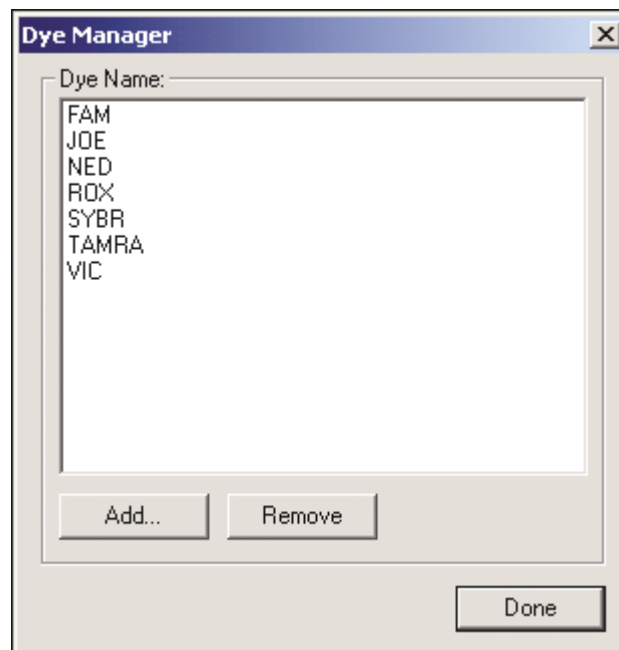 Dye Manager
Dye Name:
FAM
JOE
NED
ROX
SYBR
TAMRA
VIC
Add...
Remove
Done